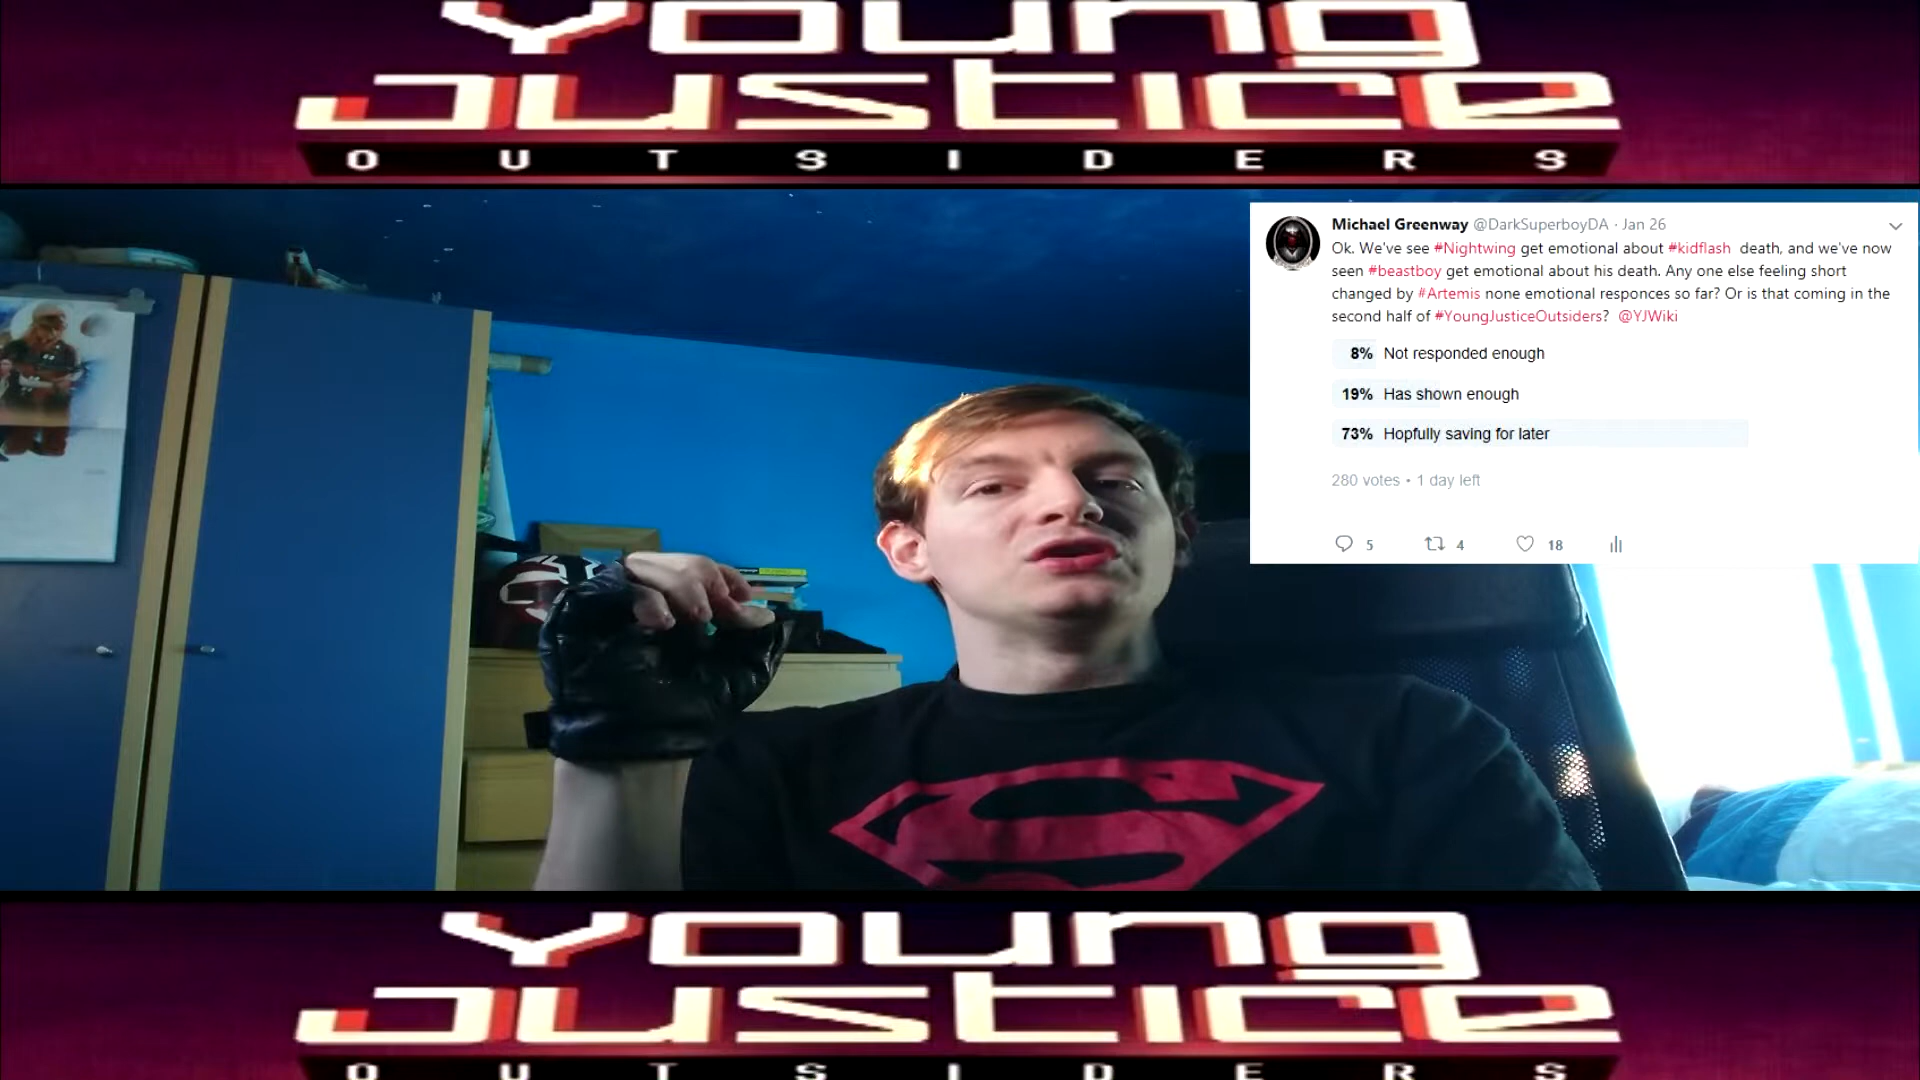 Young
Justice
OUTSIDERS
Michael Greenway @DarkSuperboyDA · Jan 26
Ok. We've see #Nightwing get emotional about #kidflash death, and we've now
seen #beastboy get emotional about his death. Any one else feeling short
changed by #Artemis none emotional responces so far? Or is that coming in the
second half of #YoungJusticeOutsiders? @YJWiki
8% Not responded enough
19% Has shown enough
73% Hopfully saving for later
280 votes • 1 day left
5 4 18
Young
Justice
OUTSIDERS